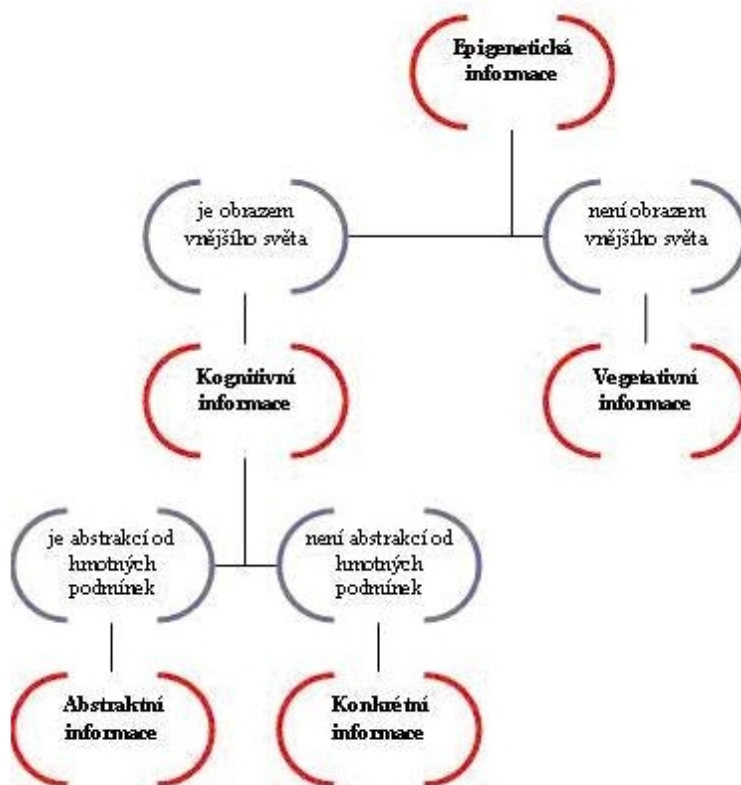 Epigenetická
informace
je obrazem
vnějšího světa
není obrazem
vnějšího světa
Kognitivní
informace
Vegetativní
informace
je abstrakcí od
hmotných
podmínek
není abstrakcí od
hmotných
podmínek
Abstraktní
informace
Konkrétní
informace